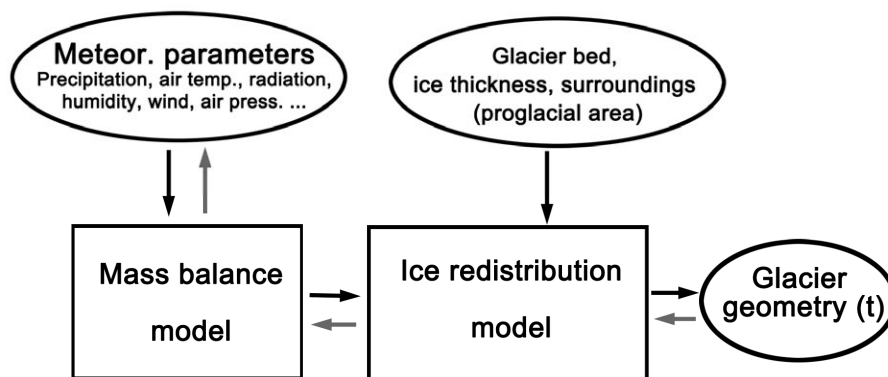 Meteor. parameters
Precipitation, air temp., radiation,
humidity, wind, air press. ...
Glacier bed,
ice thickness, surroundings
(proglacial area)
Mass balance
model
Ice redistribution
model
Glacier
geometry (t)